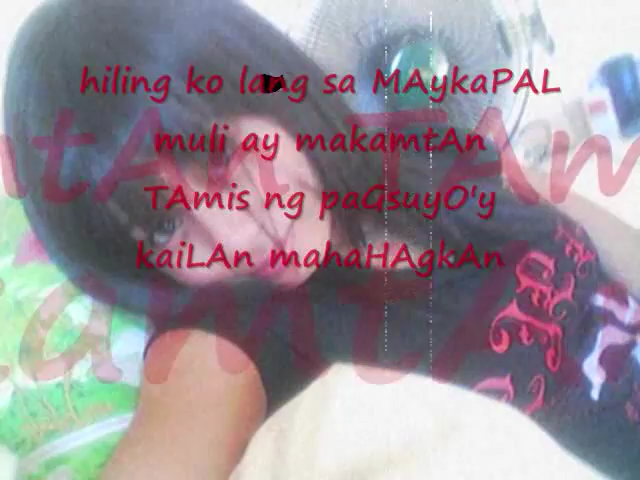 hiling ko lang sa MAykaPAL
muli ay makamtAn
TAmis ng paGsuyO'y
kaiLAn mahaHAgkAn